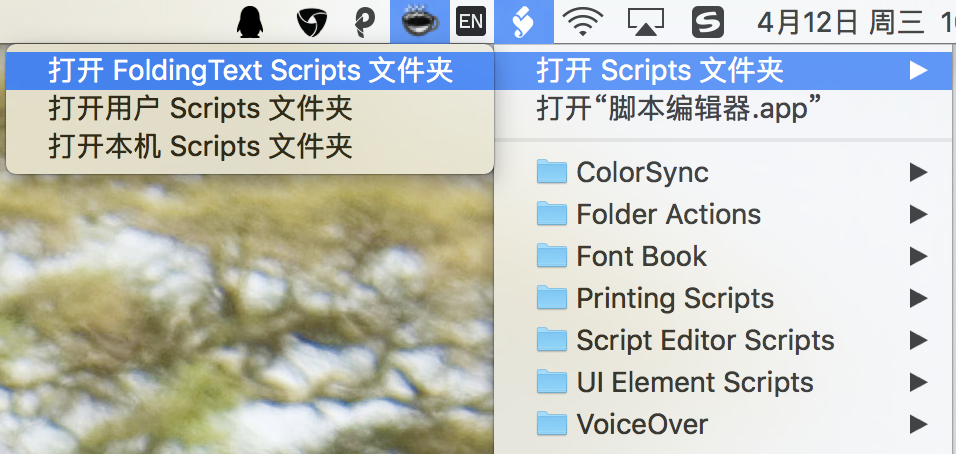 EN
S
4月12日 周三
打开 FoldingText Scripts 文件夹
打开用户 Scripts 文件夹
打开本机 Scripts 文件夹
打开 Scripts 文件夹
打开“脚本编辑器.app”
ColorSync
Folder Actions
Font Book
Printing Scripts
Script Editor Scripts
UI Element Scripts
VoiceOver